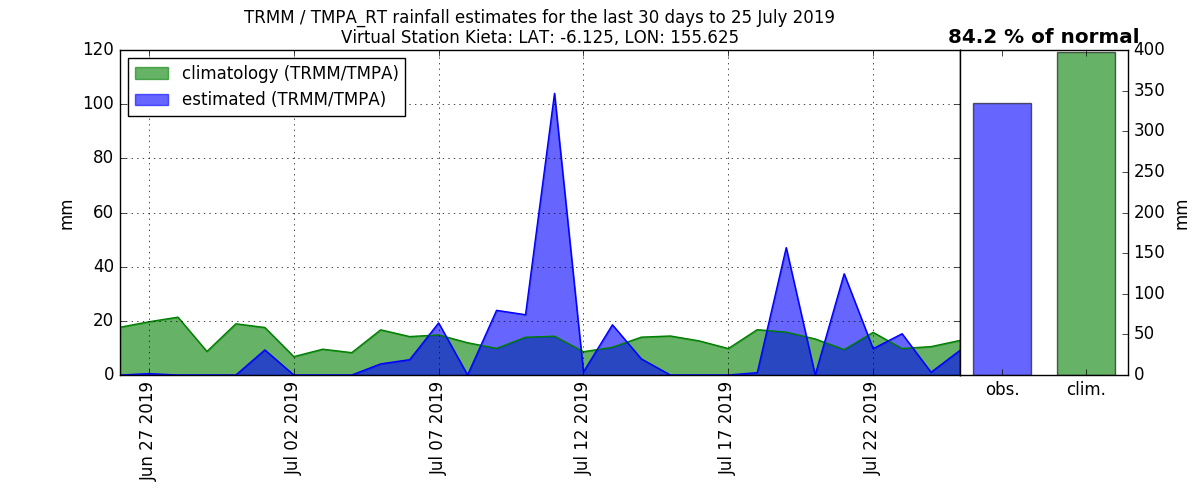 TRMM / TMPA_RT rainfall estimates for the last 30 days to 25 July 2019
Virtual Station Kieta: LAT: -6.125, LON: 155.625
84.2 % of normal
climatology (TRMM/TMPA)
estimated (TRMM/TMPA)
mm
120
100
80
60
40
20
0
Jun 27 2019
Jul 02 2019
Jul 07 2019
Jul 12 2019
Jul 17 2019
Jul 22 2019
400
350
300
250
200
150
100
50
0
mm
obs.
clim.